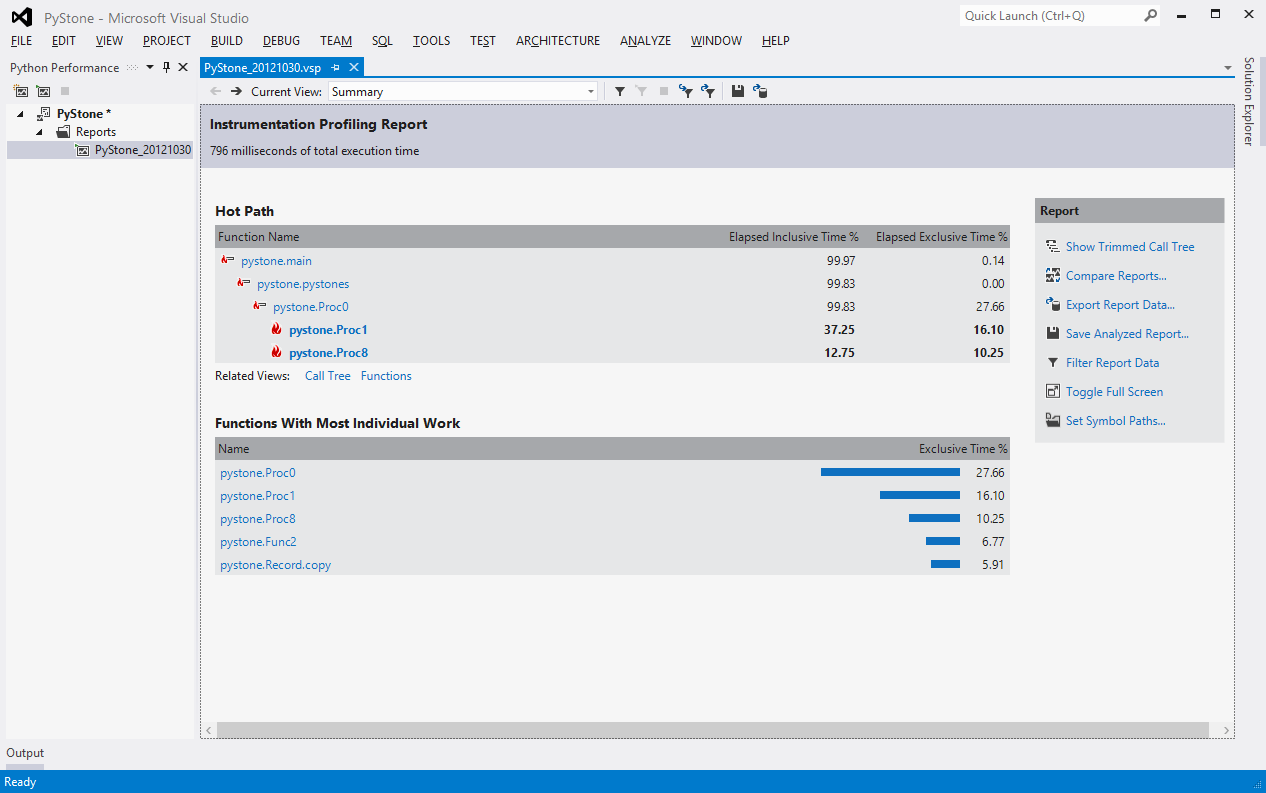 PyStone - Microsoft Visual Studio
Quick Launch (Ctrl+Q)
FILE EDIT VIEW PROJECT BUILD DEBUG TEAM SQL TOOLS TEST ARCHITECTURE ANALYZE WINDOW HELP
Python Performance
PyStone_20121030.vsp
Solution Explorer
Current View: Summary
PyStone *
Reports
PyStone_20121030
Instrumentation Profiling Report
796 milliseconds of total execution time
Hot Path
Function Name Elapsed Inclusive Time % Elapsed Exclusive Time %
pystone.main 99.97 0.14
pystone.pystones 99.83 0.00
pystone.Proc0 99.83 27.66
pystone.Proc1 37.25 16.10
pystone.Proc8 12.75 10.25
Related Views: Call Tree Functions
Functions With Most Individual Work
Name Exclusive Time %
pystone.Proc0 27.66
pystone.Proc1 16.10
pystone.Proc8 10.25
pystone.Func2 6.77
pystone.Record.copy 5.91
Report
Show Trimmed Call Tree
Compare Reports...
Export Report Data...
Save Analyzed Report...
Filter Report Data
Toggle Full Screen
Set Symbol Paths...
Output
Ready